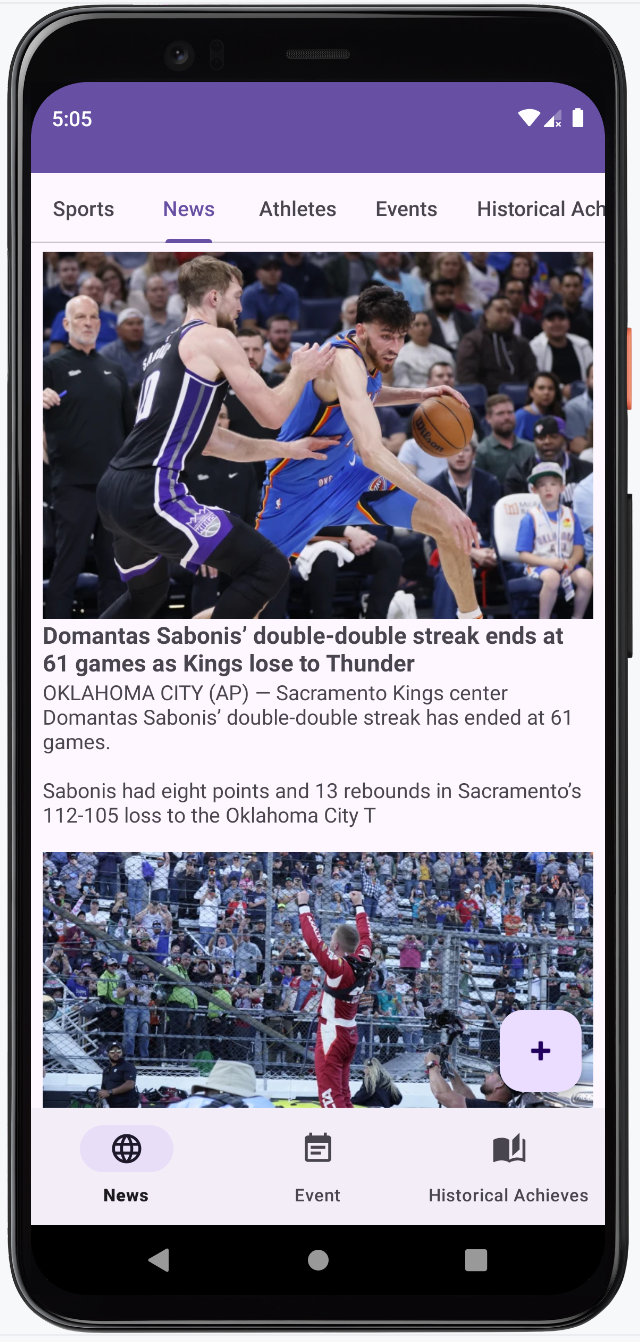 5:05
Sports News Athletes Events Historical Ach
10
Wilson
KINGS
Domantas Sabonis’ double-double streak ends at
61 games as Kings lose to Thunder
OKLAHOMA CITY (AP) — Sacramento Kings center
Domantas Sabonis’ double-double streak has ended at 61
games.
Sabonis had eight points and 13 rebounds in Sacramento’s
112-105 loss to the Oklahoma City T
+
News Event Historical Achieves